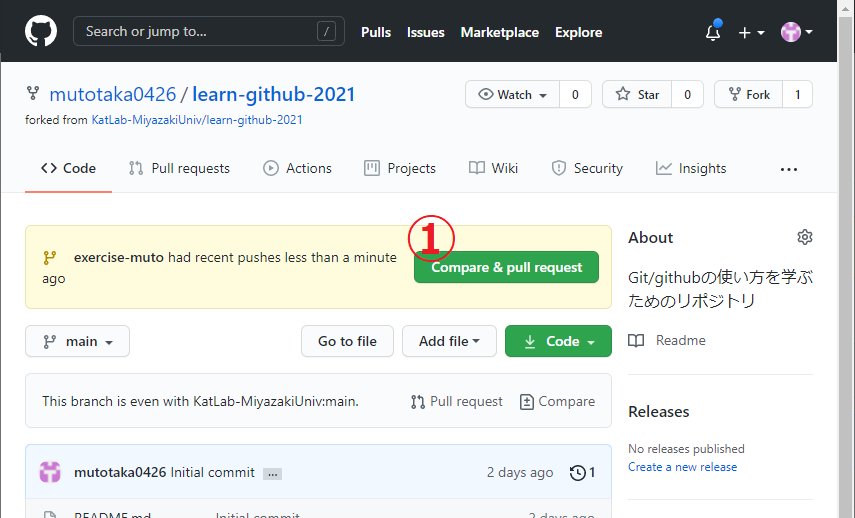 Search or jump to... /
Pulls Issues Marketplace Explore
mutotaka0426 / learn-github-2021
Watch 0 Star 0 Fork 1
forked from KatLab-MiyazakiUniv/learn-github-2021
Code Pull requests Actions Projects Wiki Security Insights ...
1
exercise-muto had recent pushes less than a minute
ago
Compare & pull request
main Go to file Add file Code
This branch is even with KatLab-MiyazakiUniv:main. Pull request Compare
mutotaka0426 Initial commit ... 2 days ago 1
README.md Initial commit 2 days ago
About
Git/githubの使い方を学ぶ
ためのリポジトリ
Readme
Releases
No releases published
Create a new release